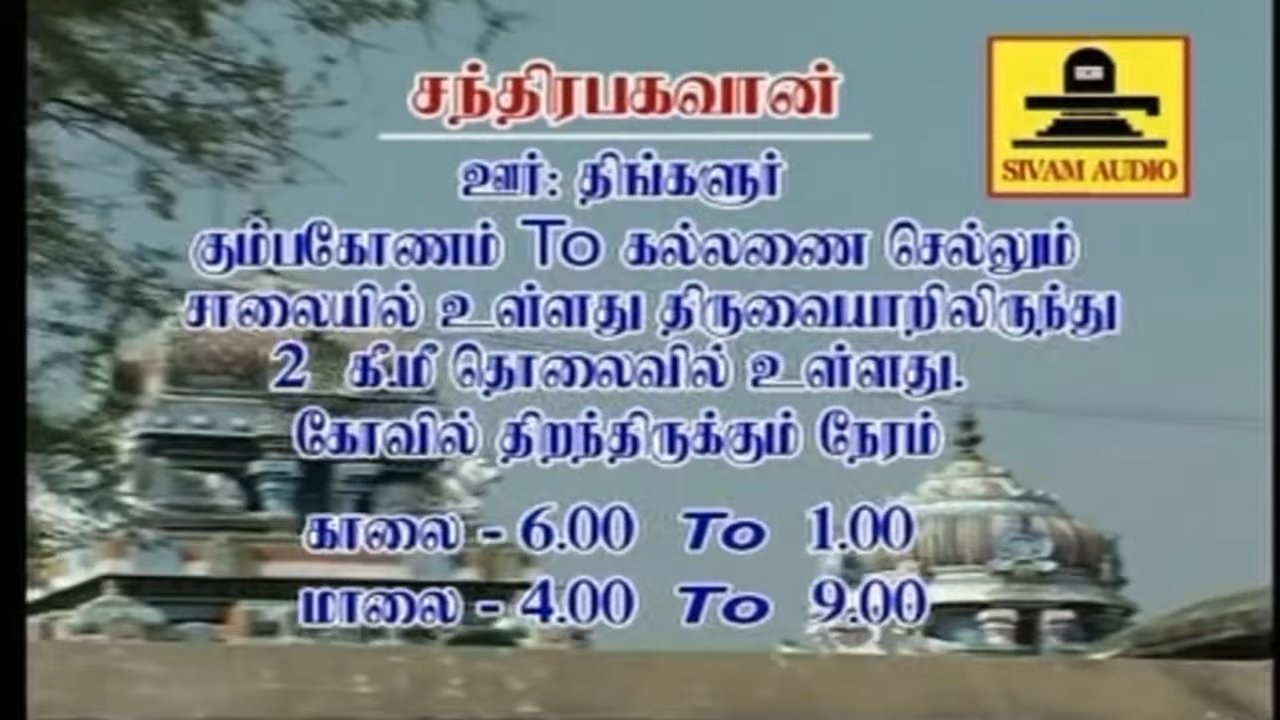 சந்திரபகவான்
SIVAM AUDIO
ஊர்: திங்களுர்
கும்பகோணம் To கல்லணை செல்லும்
சாலையில் உள்ளது திருவையாறிலிருந்து
2 கீ.மீ தொலைவில் உள்ளது.
கோவில் திறந்திருக்கும் நேரம்
காலை - 6.00 To 1.00
மாலை - 4.00 To 9.00